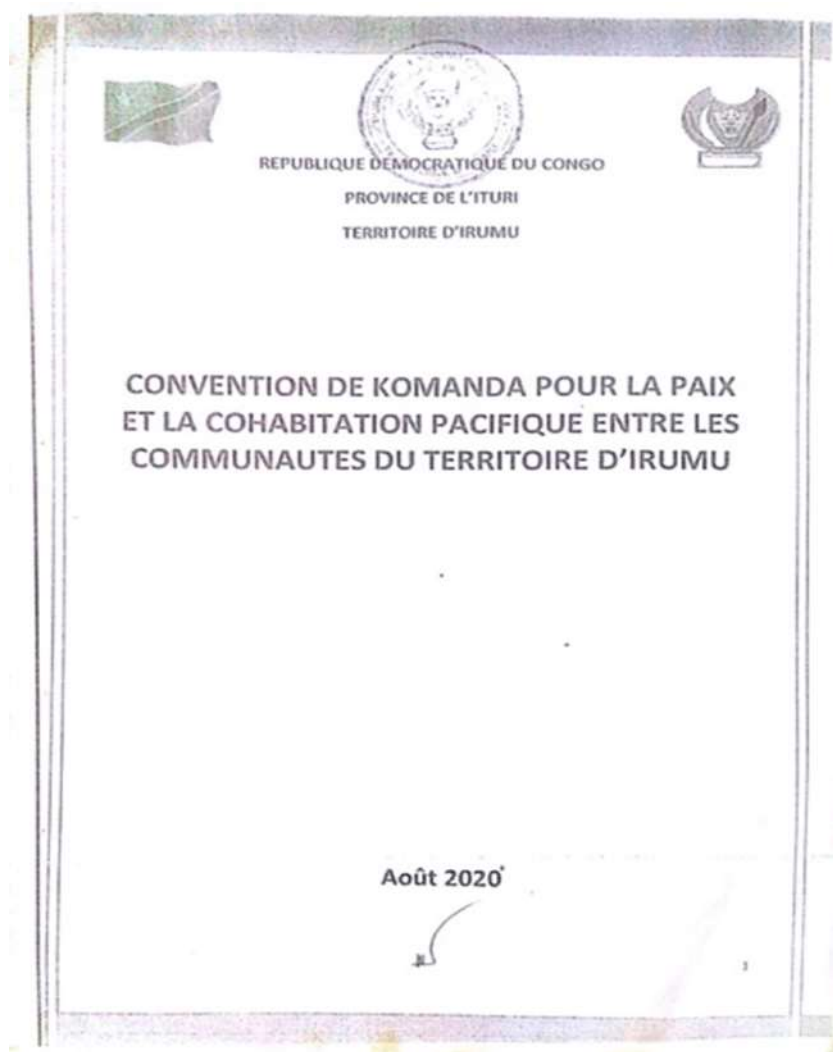 REPUBLIQUE DEMOCRATIQUE DU CONGO
PROVINCE DE L'ITURI
TERRITOIRE D'IRUMU
CONVENTION DE KOMANDA POUR LA PAIX
ET LA COHABITATION PACIFIQUE ENTRE LES
COMMUNAUTES DU TERRITOIRE D'IRUMU
Août 2020